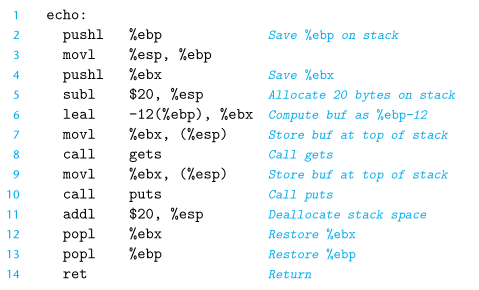 1 echo:
2 pushl %ebp Save %ebp on stack
3 movl %esp, %ebp
4 pushl %ebx Save %ebx
5 subl $20, %esp Allocate 20 bytes on stack
6 leal -12(%ebp), %ebx Compute buf as %ebp-12
7 movl %ebx, (%esp) Store buf at top of stack
8 call gets Call gets
9 movl %ebx, (%esp) Store buf at top of stack
10 call puts Call puts
11 addl $20, %esp Deallocate stack space
12 popl %ebx Restore %ebx
13 popl %ebp Restore %ebp
14 ret Return